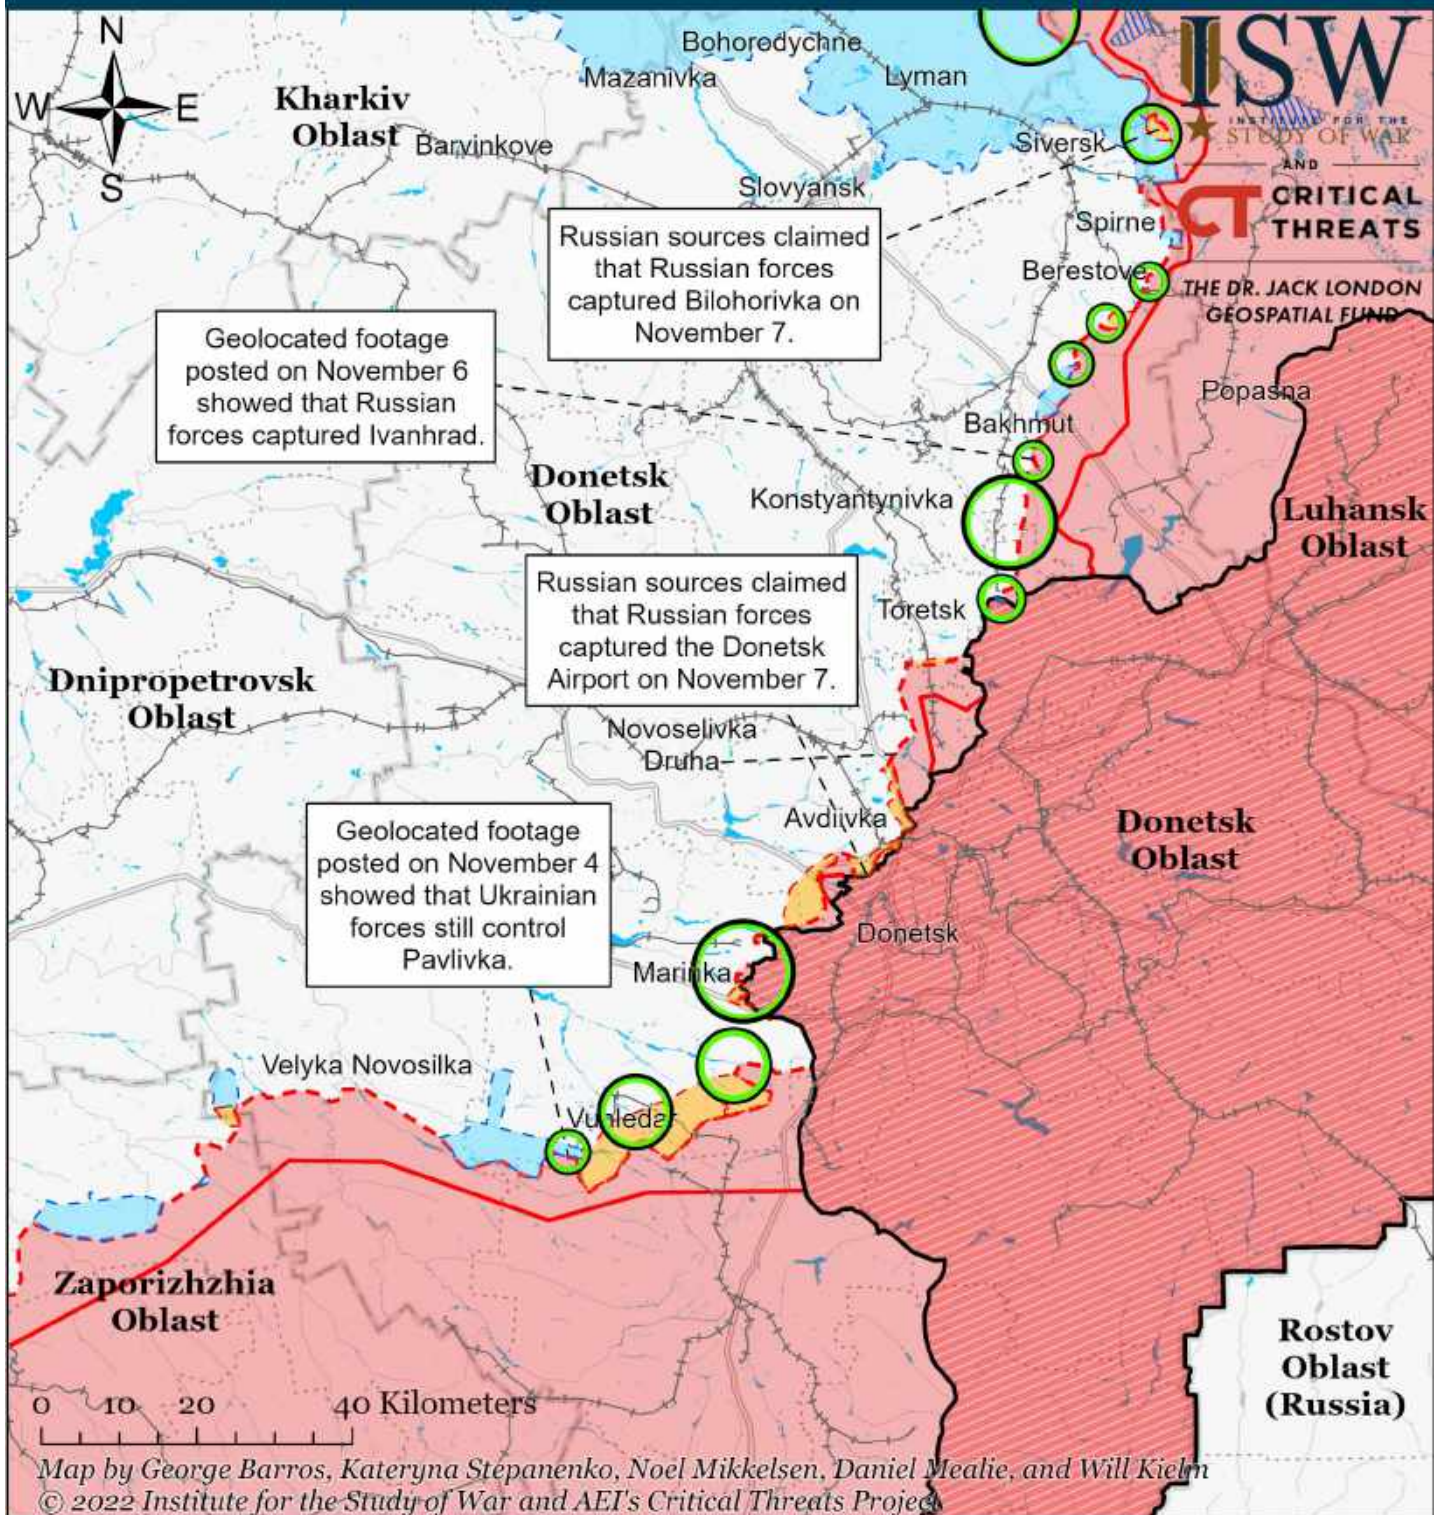 N
W
E
S
Kharkiv
Oblast
Barvinkove
Bohorodychne
Mazanivka
Lyman
Siversk
Slovyansk
Spirne
Berestove
ISW
INSTITUTE FOR THE
STUDY OF WAR
AND
CT CRITICAL
THREATS
THE DR. JACK LONDON
GEOSPATIAL FUND
Russian sources claimed
that Russian forces
captured Bilohorivka on
November 7.
Geolocated footage
posted on November 6
showed that Russian
forces captured Ivanhrad.
Popasna
Bakhmut
Donetsk
Oblast
Konstyantynivka
Luhansk
Oblast
Russian sources claimed
that Russian forces
captured the Donetsk
Airport on November 7.
Toretsk
Dnipropetrovsk
Oblast
Novoselivka
Druha
Avdiivka
Donetsk
Oblast
Geolocated footage
posted on November 4
showed that Ukrainian
forces still control
Pavlivka.
Donetsk
Marinka
Velyka Novosilka
Vuhledar
Zaporizhzhia
Oblast
Rostov
Oblast
(Russia)
0 10 20 40 Kilometers
Map by George Barros, Kateryna Stepanenko, Noel Mikkelsen, Daniel Mealie, and Will Kielm
© 2022 Institute for the Study of War and AEI's Critical Threats Project